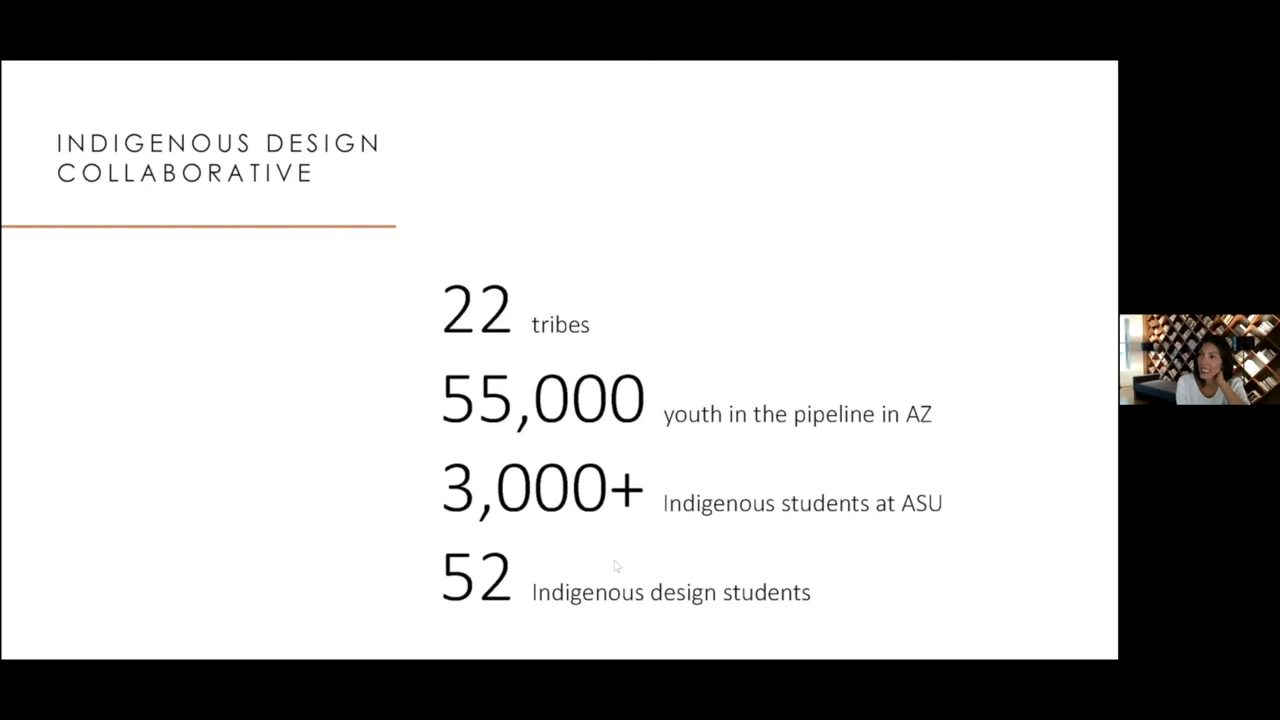 INDIGENOUS DESIGN
COLLABORATIVE
22 tribes
55,000 youth in the pipeline in AZ
3,000+ Indigenous students at ASU
52 Indigenous design students